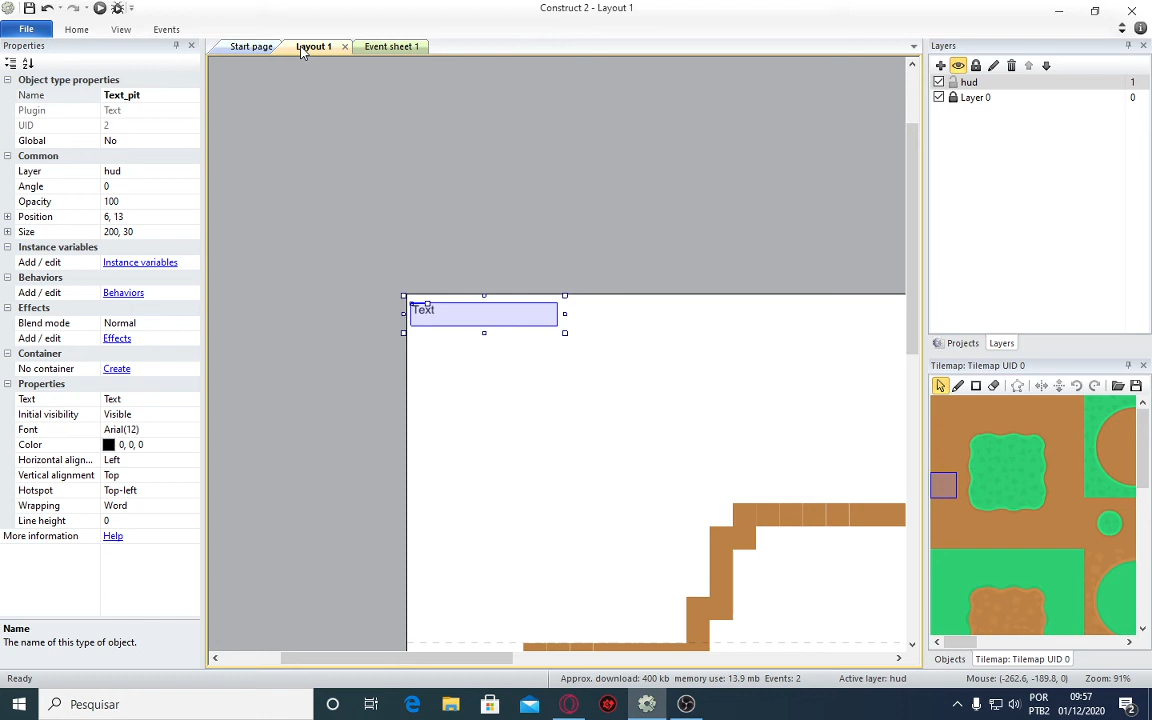 Construct 2 - Layout 1
File
Home
View
Events
Properties
Start page
Layout 1
Event sheet 1
Layers
Object type properties
Name Text_pit
Plugin Text
UID 2
Global No
Common
Layer hud
Angle 0
Opacity 100
Position 6, 13
Size 200, 30
Instance variables
Add / edit Instance variables
Behaviors
Add / edit Behaviors
Effects
Blend mode Normal
Add / edit Effects
Container
No container Create
Properties
Text Text
Initial visibility Visible
Font Arial(12)
Color 0, 0, 0
Horizontal align... Left
Vertical alignment Top
Hotspot Top-left
Wrapping Word
Line height 0
More information Help
Name
The name of this type of object.
Text
hud 1
Layer 0 0
Projects
Layers
Tilemap: Tilemap UID 0
Objects
Tilemap: Tilemap UID 0
Ready
Approx. download: 400 kb
memory use: 13.9 mb
Events: 2
Active layer: hud
Mouse: (-262.6, -189.8, 0)
Zoom: 91%
Pesquisar
POR
PTB2
09:57
01/12/2020
2